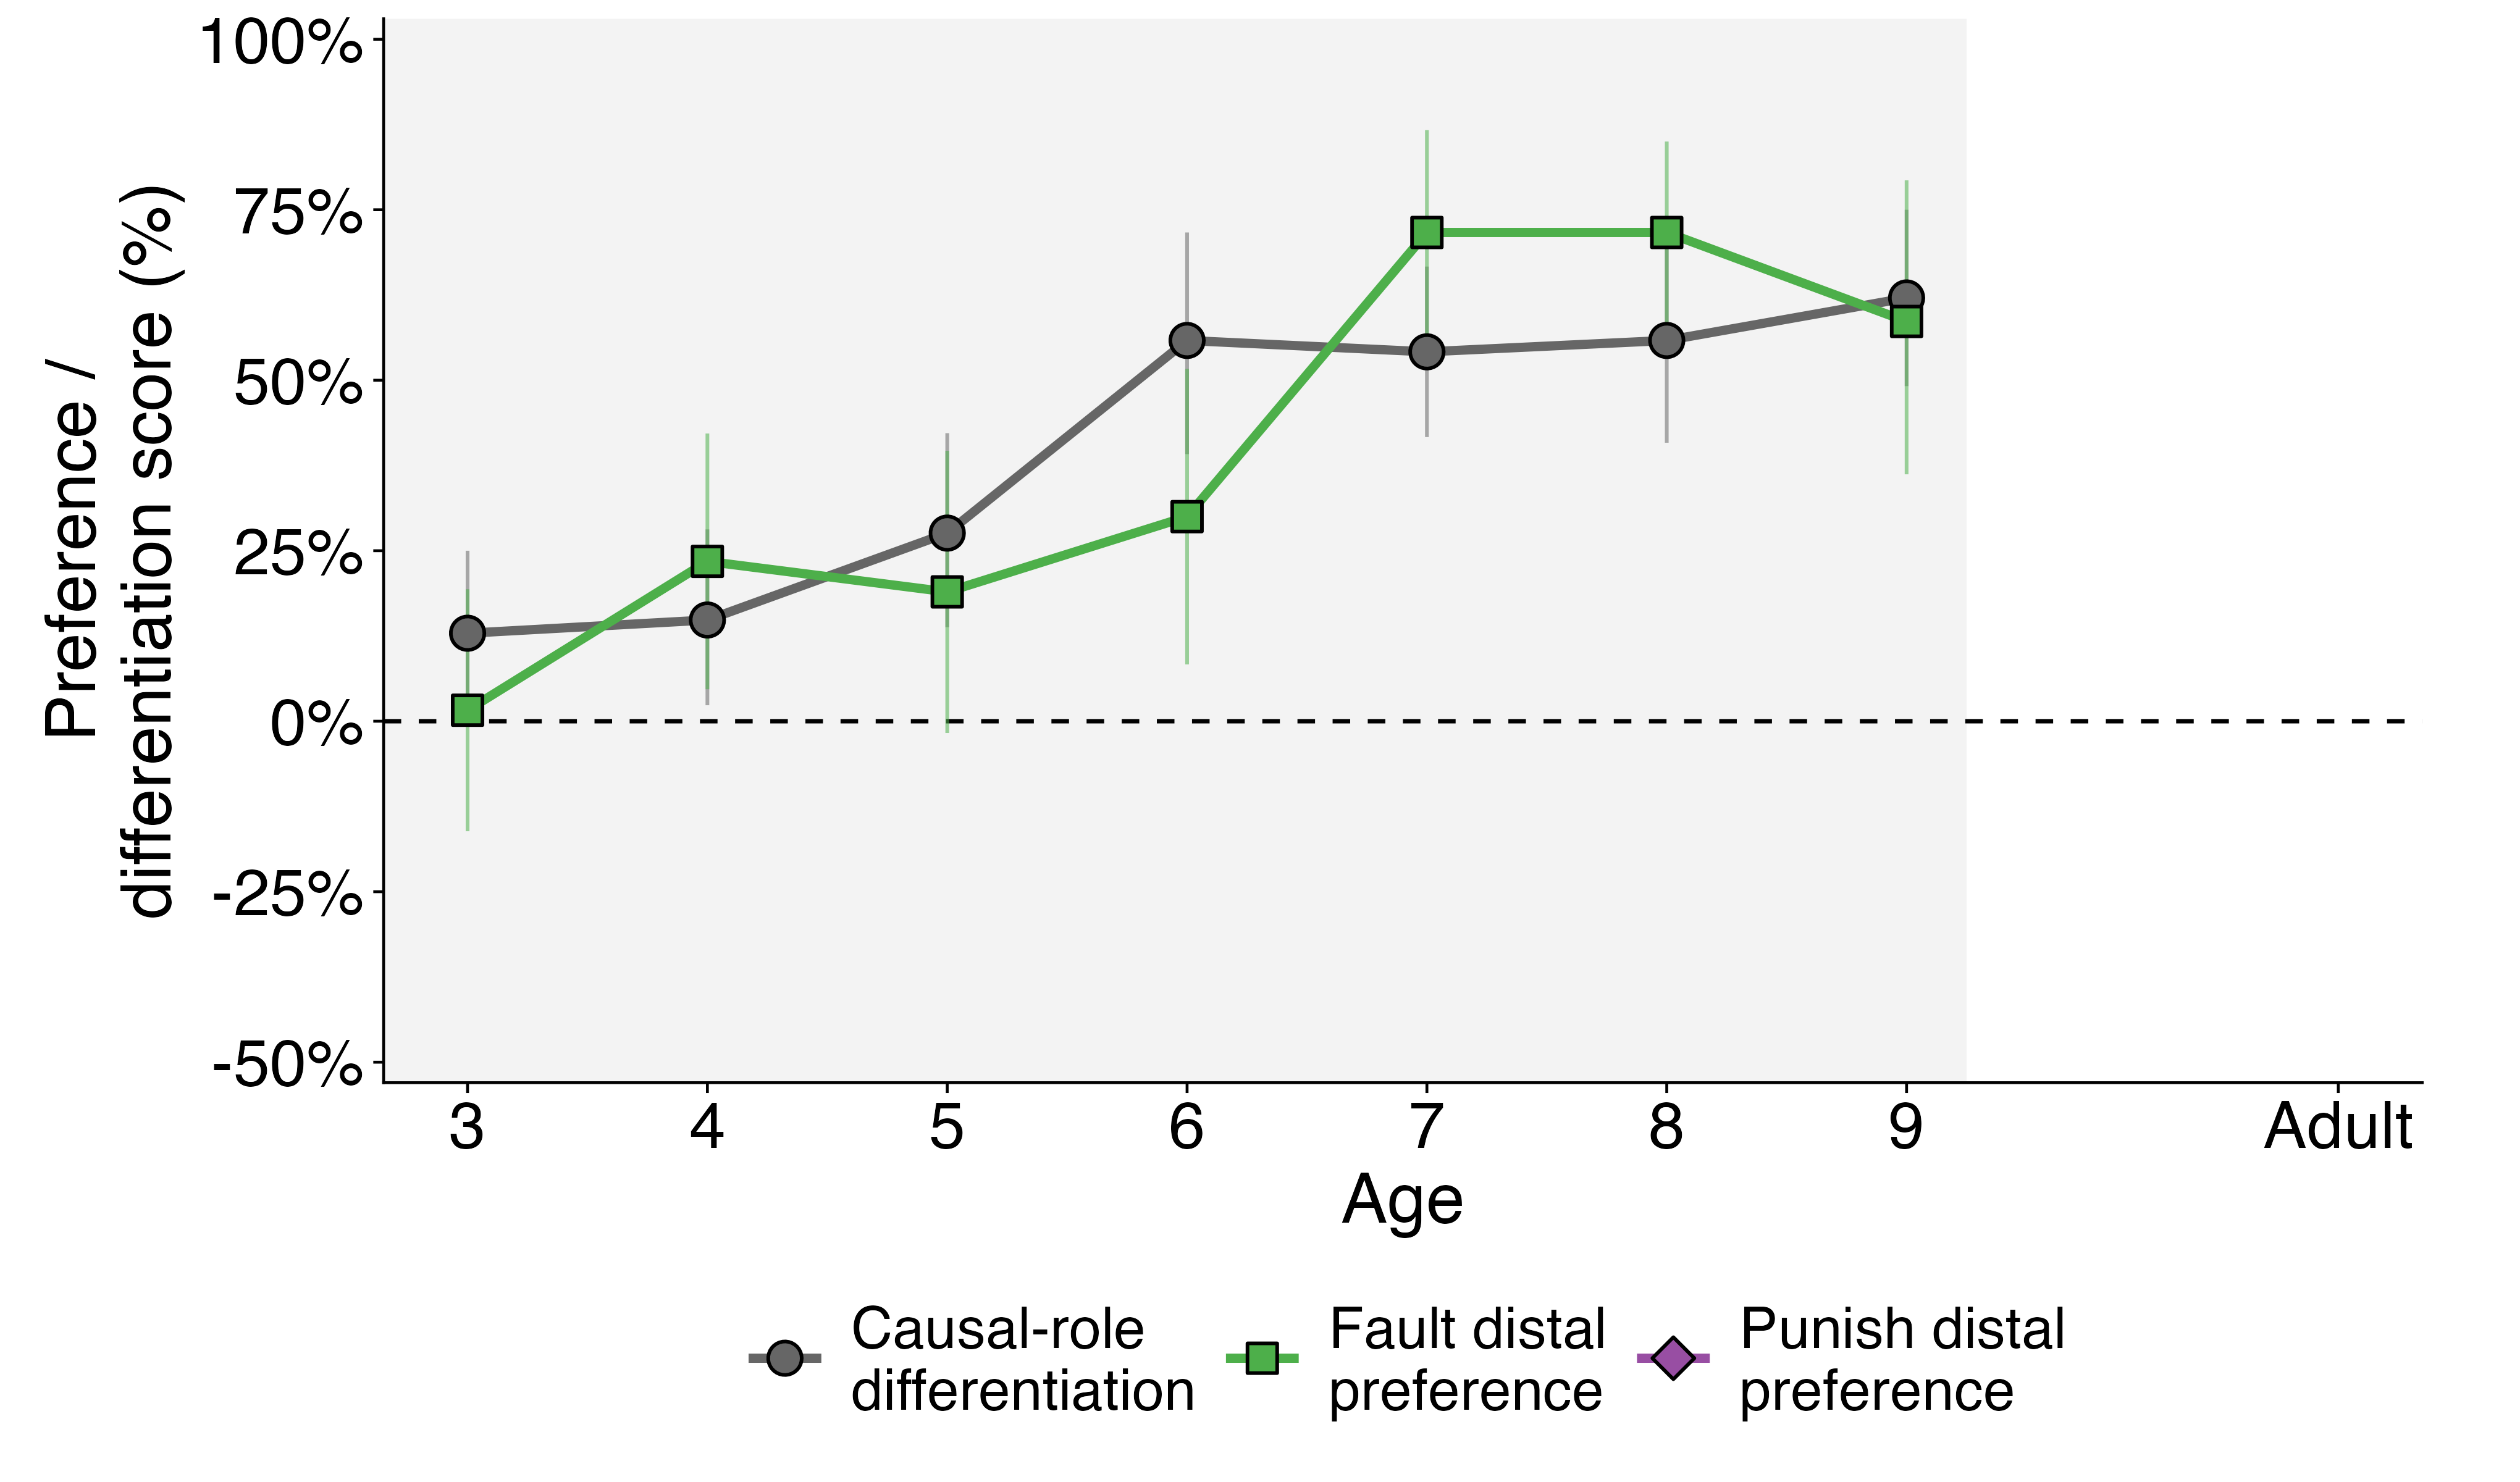 Preference /
differentiation score (%)
100%
75%
50%
25%
0%
-25%
-50%
3 4 5 6 7 8 9 Adult
Age
Causal-role
differentiation
Fault distal
preference
Punish distal
preference